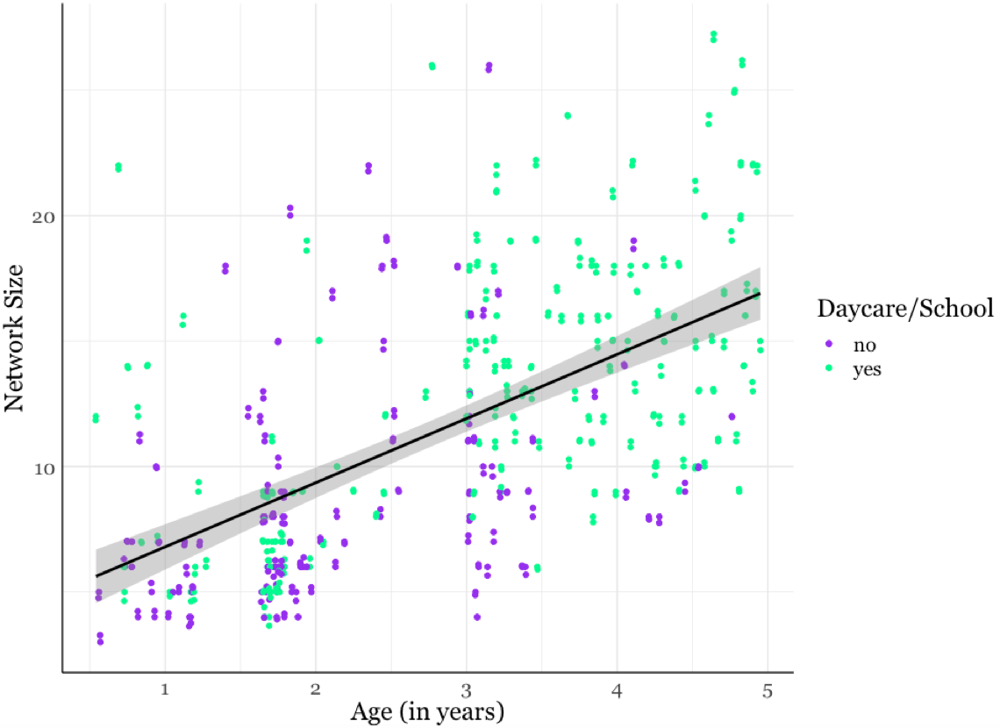 Network Size
20
10
1 2 3 4 5
Age (in years)
Daycare/School
no
yes